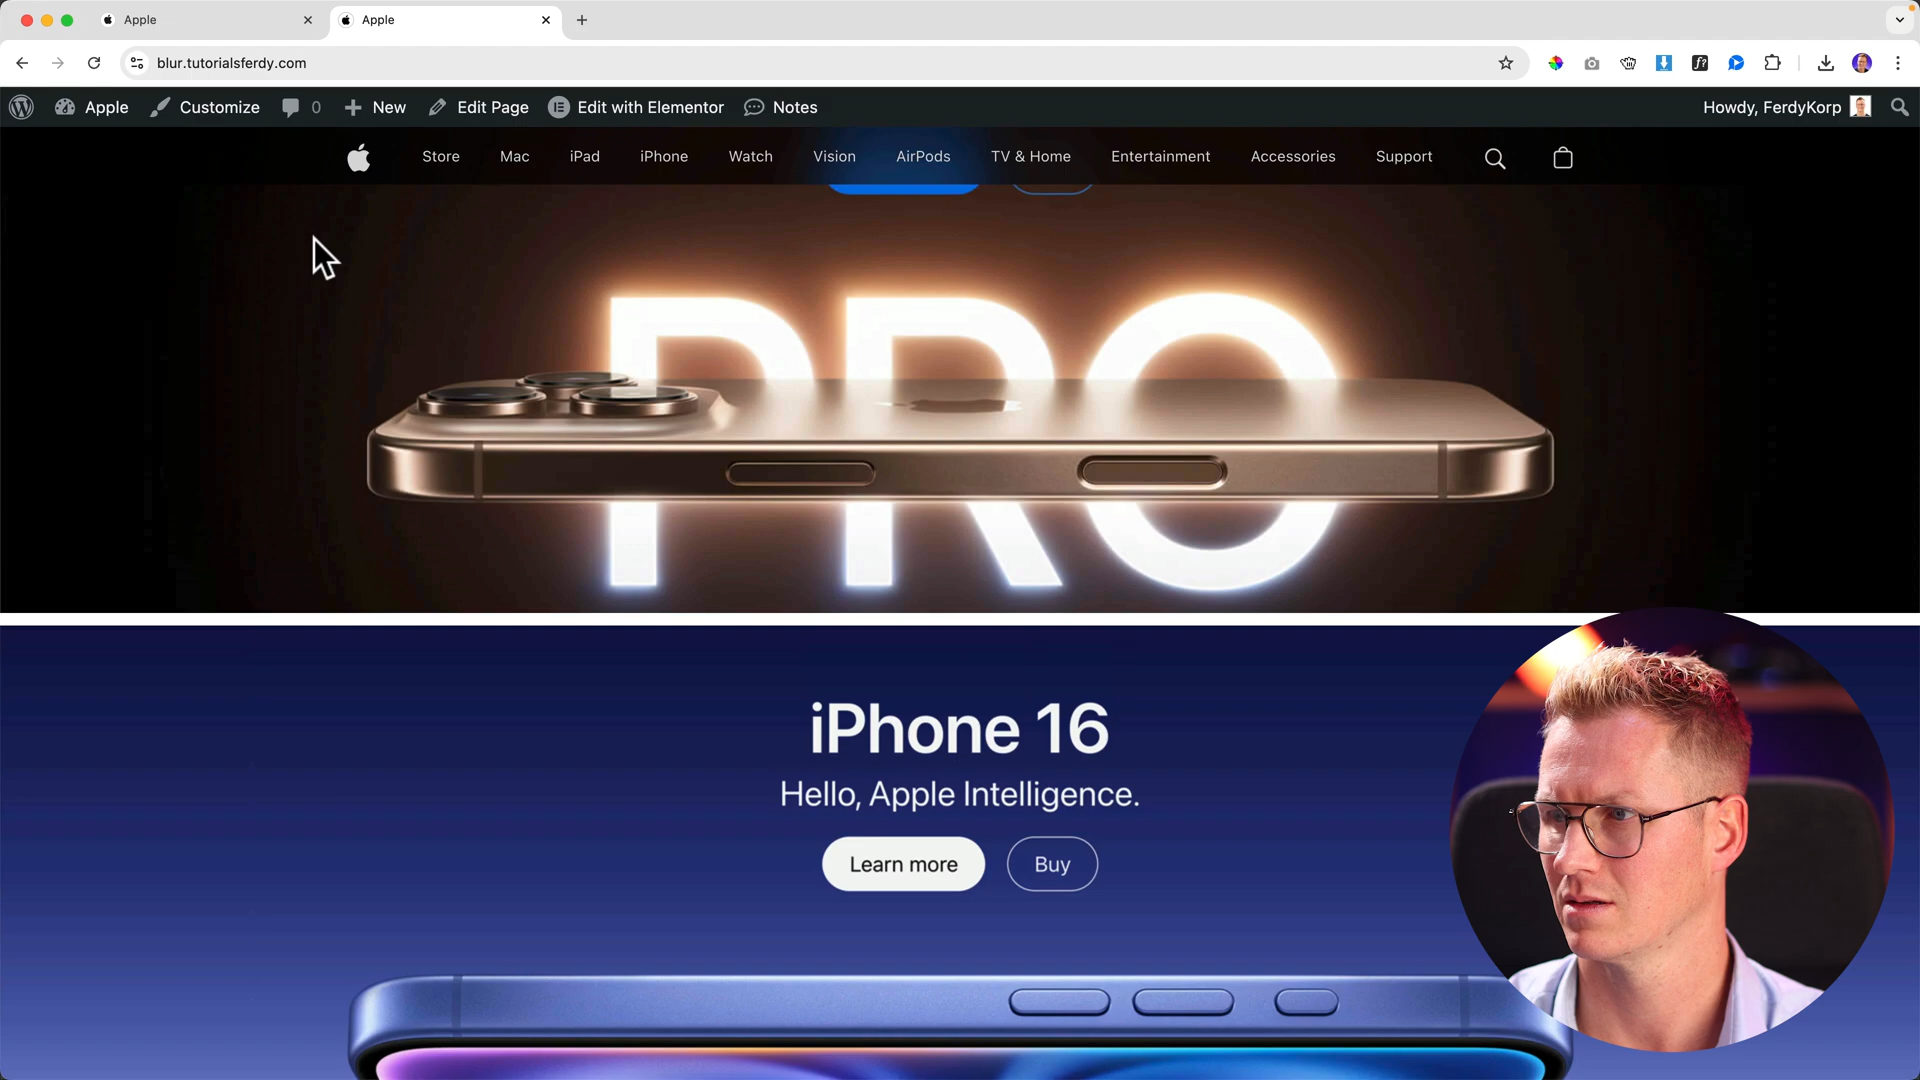 Apple
Apple
blur.tutorialsferdy.com
Apple
Customize
0
New
Edit Page
Edit with Elementor
Notes
Howdy, FerdyKorp
Store
Mac
iPad
iPhone
Watch
Vision
AirPods
TV & Home
Entertainment
Accessories
Support
PRO
iPhone 16
Hello, Apple Intelligence.
Learn more
Buy